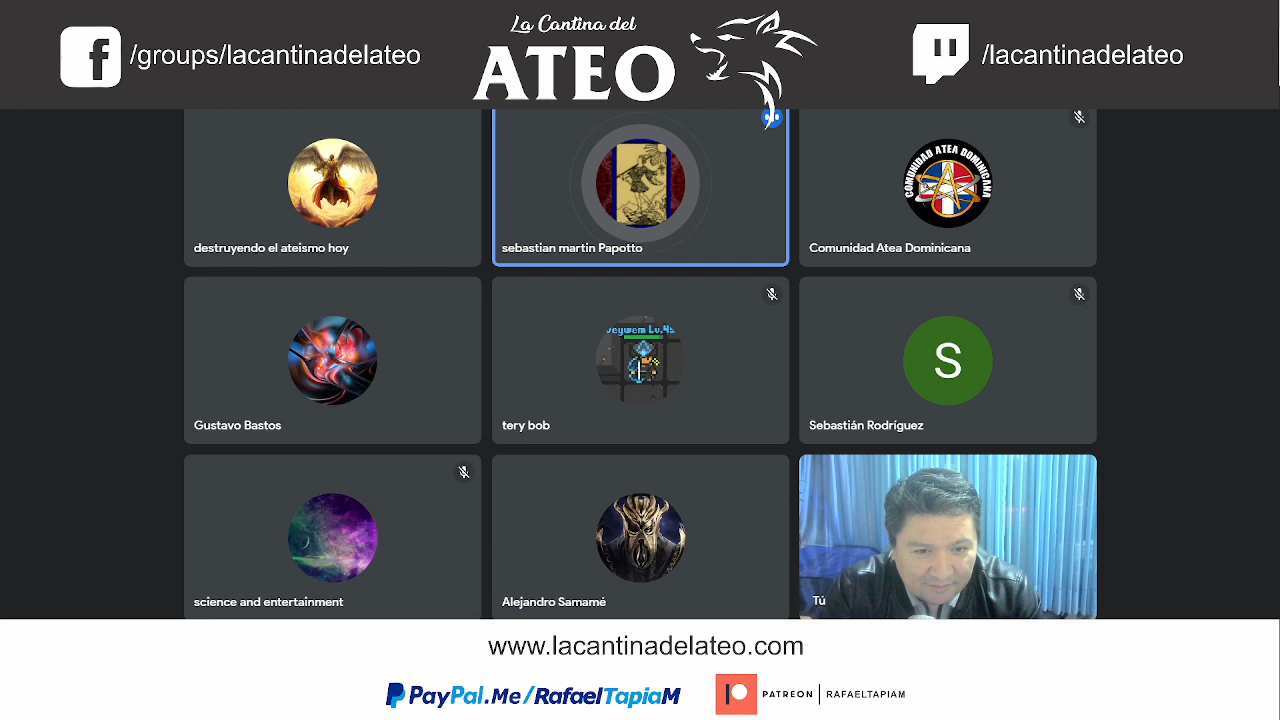 /groups/lacantinadelateo
La Cantina del
ATEO
/lacantinadelateo
destruyendo el ateismo hoy
sebastian martin Papotto
COMUNIDAD ATEA DOMINICANA
Comunidad Atea Dominicana
Gustavo Bastos
tery bob
S
Sebastián Rodríguez
science and entertainment
Alejandro Samamé
Tú
www.lacantinadelateo.com
PayPal.Me/RafaelTapiaM
PATREON | RAFAELTAPIAM